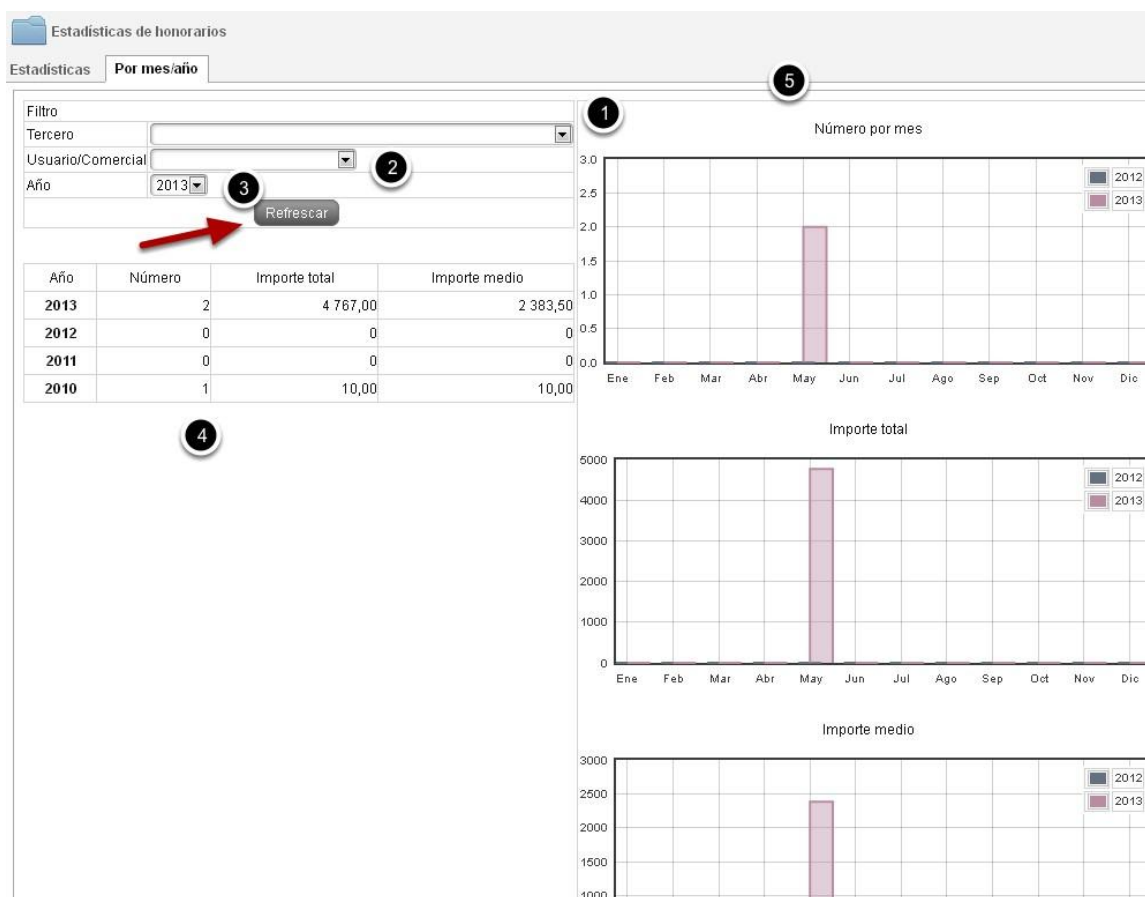 Estadísticas de honorarios
Estadísticas Por mes/año
5
Filtro
1
Tercero
Usuario/Comercial
2
Año 2013
3
Refrescar
Año Número Importe total Importe medio
2013 2 4 767,00 2 383,50
2012 0 0 0
2011 0 0 0
2010 1 10,00 10,00
4
Número por mes
3.0
2.5
2.0
1.5
1.0
0.5
0.0
2012
2013
Ene Feb Mar Abr May Jun Jul Ago Sep Oct Nov Dic
Importe total
5000
4000
3000
2000
1000
0
2012
2013
Ene Feb Mar Abr May Jun Jul Ago Sep Oct Nov Dic
Importe medio
3000
2500
2000
1500
1000
2012
2013